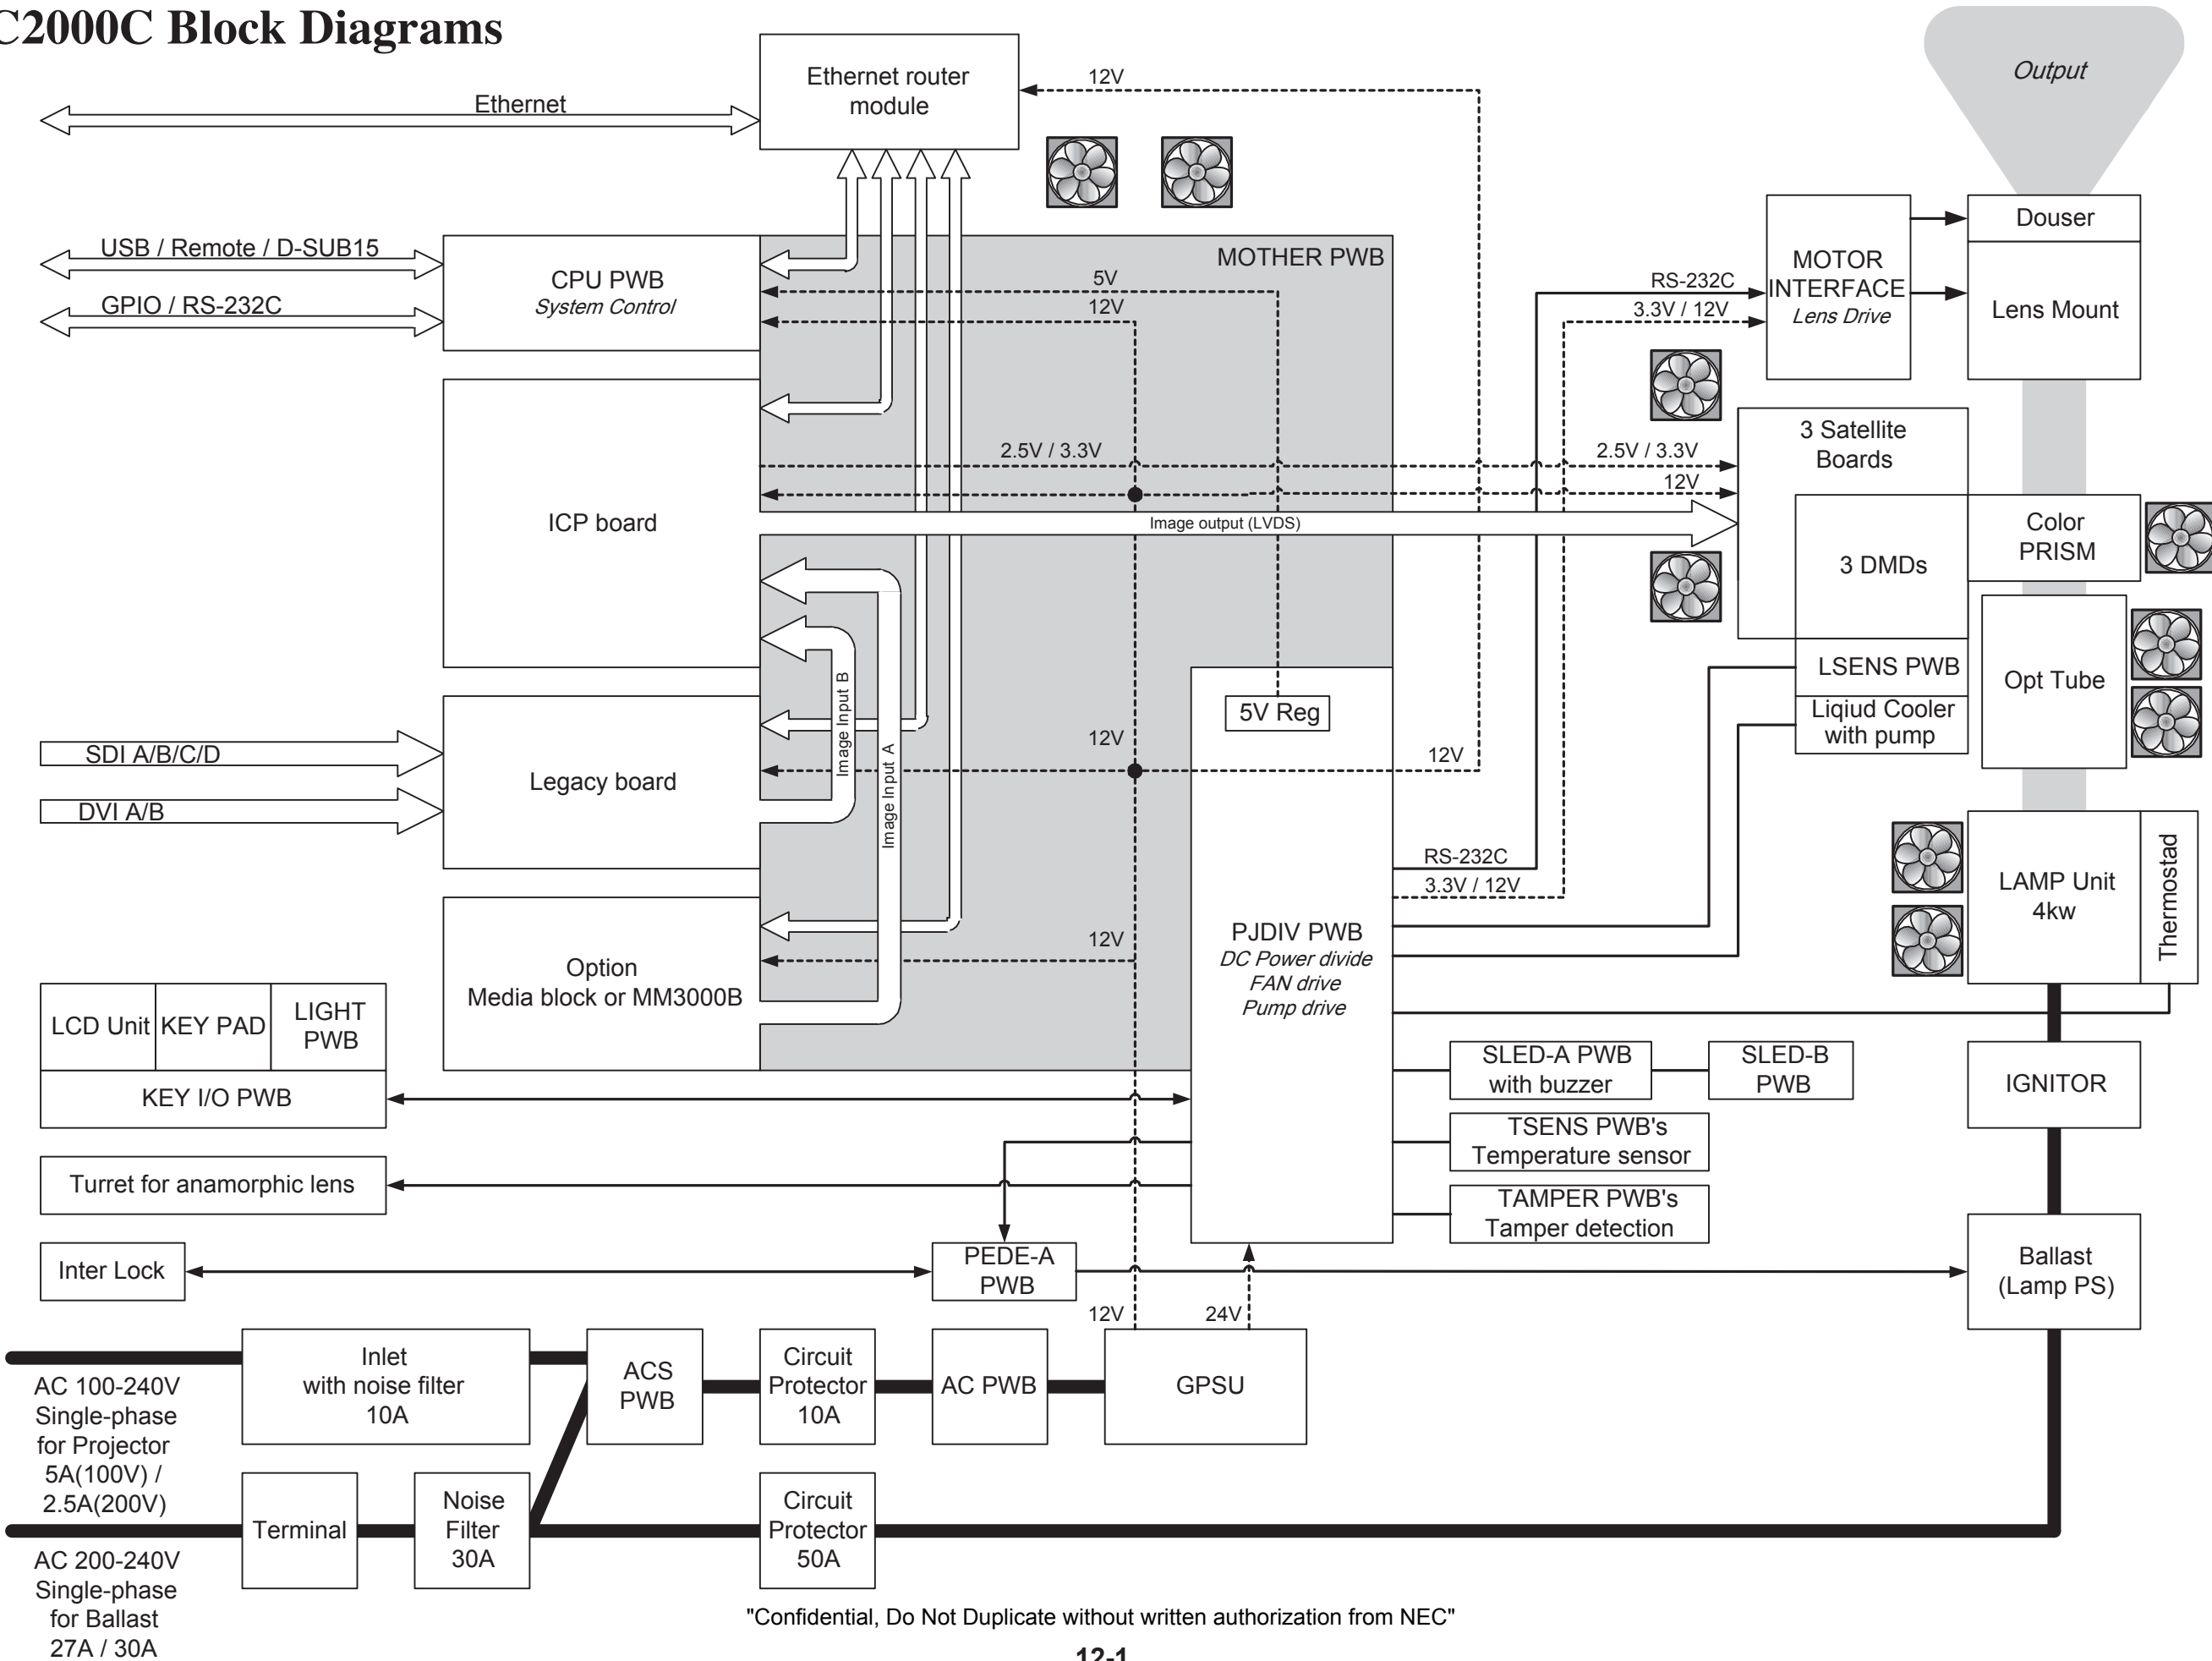 C2000C Block Diagrams
Output
Ethernet router
module
12V
Ethernet
Douser
USB / Remote / D-SUB15
CPU PWB
System Control
GPIO / RS-232C
MOTHER PWB
5V
12V
RS-232C
3.3V / 12V
MOTOR
INTERFACE
Lens Drive
Lens Mount
ICP board
2.5V / 3.3V
2.5V / 3.3V
12V
Image output (LVDS)
3 Satellite
Boards
3 DMDs
Color
PRISM
LSENS PWB
Liqiud Cooler
with pump
Opt Tube
5V Reg
Image Input B
Image Input A
SDI A/B/C/D
DVI A/B
Legacy board
12V
12V
RS-232C
3.3V / 12V
LAMP Unit
4kw
Thermostad
Option
Media block or MM3000B
12V
PJDIV PWB
DC Power divide
FAN drive
Pump drive
LCD Unit
KEY PAD
LIGHT
PWB
KEY I/O PWB
SLED-A PWB
with buzzer
SLED-B
PWB
IGNITOR
TSENS PWB's
Temperature sensor
Turret for anamorphic lens
TAMPER PWB's
Tamper detection
Inter Lock
PEDE-A
PWB
Ballast
(Lamp PS)
12V
24V
Inlet
with noise filter
10A
ACS
PWB
Circuit
Protector
10A
AC PWB
GPSU
AC 100-240V
Single-phase
for Projector
5A(100V) /
2.5A(200V)
Terminal
Noise
Filter
30A
Circuit
Protector
50A
AC 200-240V
Single-phase
for Ballast
27A / 30A
"Confidential, Do Not Duplicate without written authorization from NEC"
12-1